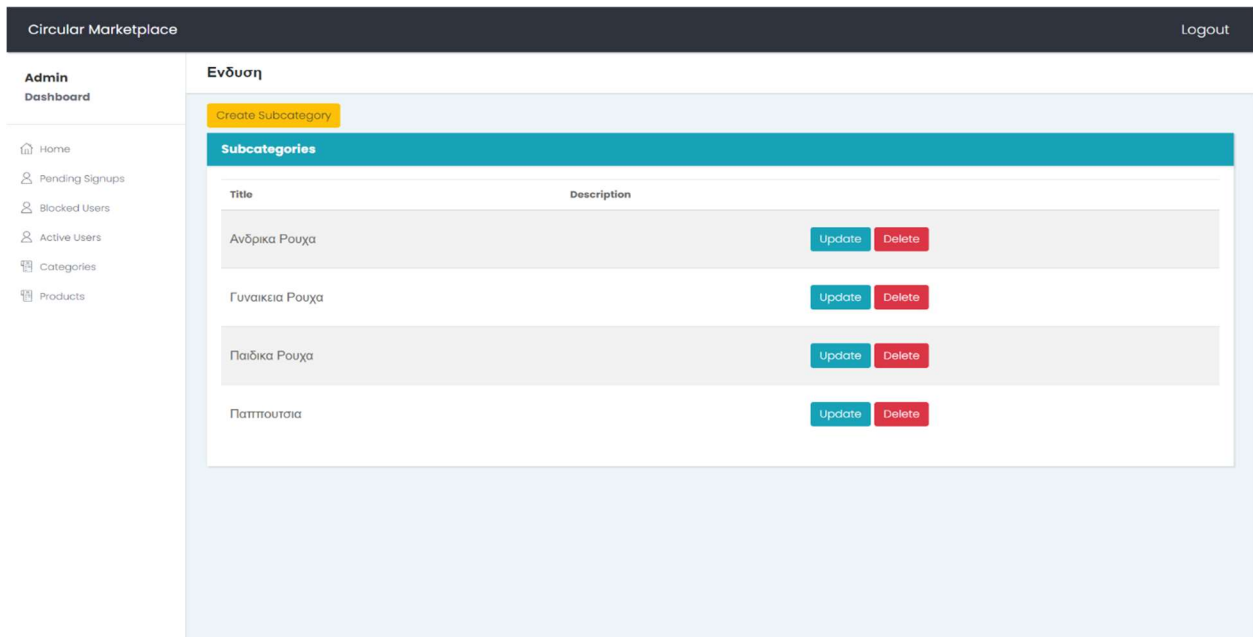 Circular Marketplace Logout
Admin
Dashboard
Ενδυση
Create Subcategory
Home
Pending Signups
Blocked Users
Active Users
Categories
Products
Subcategories
Title Description
Ανδρικα Ρουχα Update Delete
Γυναικεια Ρουχα Update Delete
Παιδικα Ρουχα Update Delete
Παππουτσια Update Delete